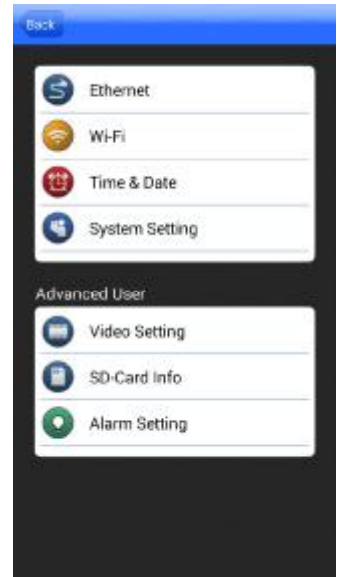 Back
Ethernet
Wi-Fi
Time & Date
System Setting
Advanced User
Video Setting
SD-Card Info
Alarm Setting